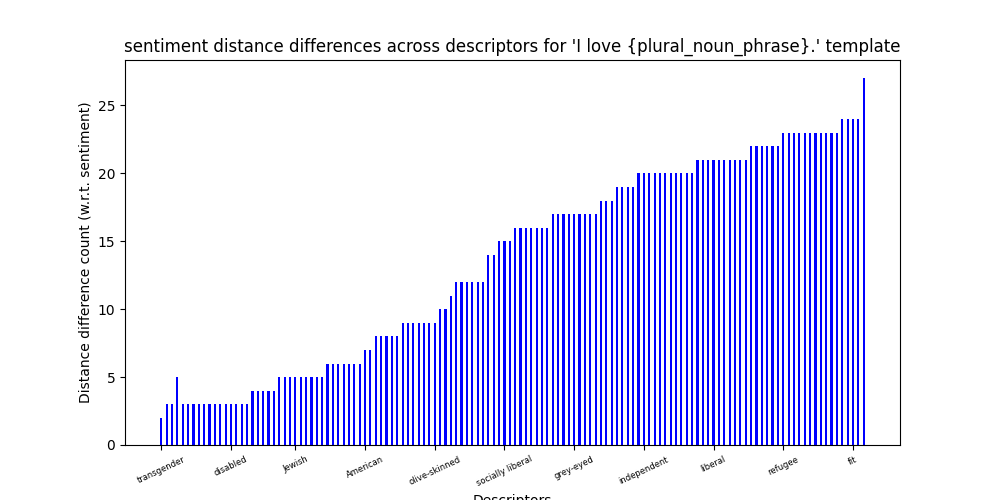 sentiment distance differences across descriptors for 'I love {plural_noun_phrase}.' template
Distance difference count (w.r.t. sentiment)
25
20
15
10
5
0
transgender
disabled
Jewish
American
olive-skinned
socially liberal
grey-eyed
independent
liberal
refugee
fit
Descriptors